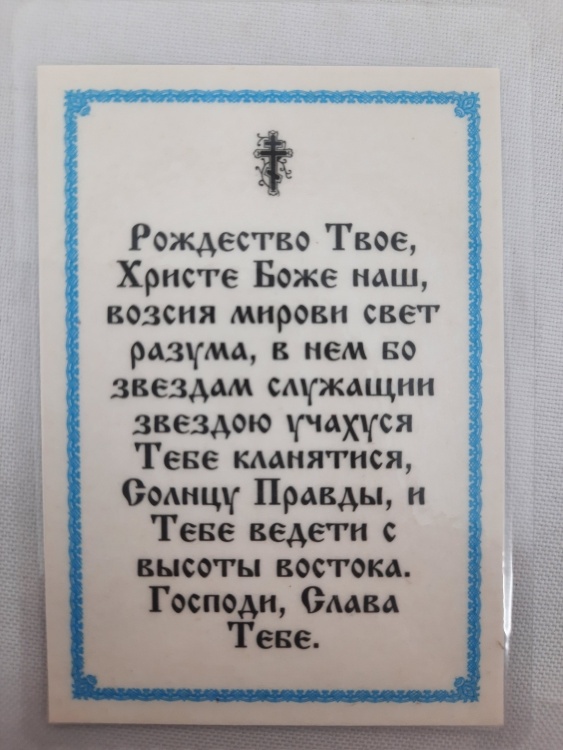 Рождество Твое,
Христе Боже наш,
возсия мирови свет
разума, в нем бо
звездам служащии
звездою учахуся
Тебе кланятися,
Солнцу Правды, и
Тебе ведети с
высоты востока.
Господи, Слава
Тебе.